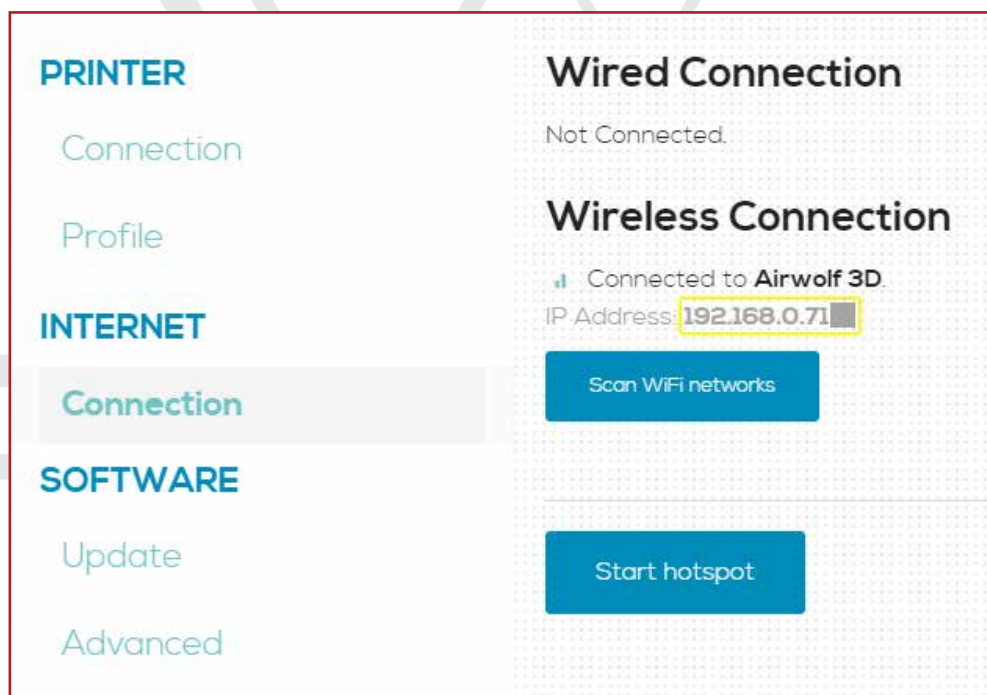 PRINTER
Connection
Profile
INTERNET
Connection
SOFTWARE
Update
Advanced
Wired Connection
Not Connected.
Wireless Connection
Connected to Airwolf 3D.
IP Address: 192.168.0.71
Scan WiFi networks
Start hotspot